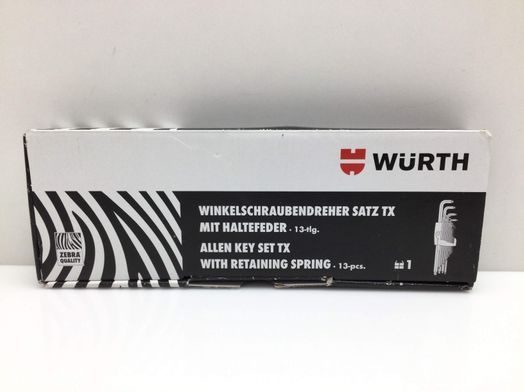 WÜRTH
WINKELSCHRAUBENDREHER SATZ TX
MIT HALTEFEDER · 13-tlg.
ALLEN KEY SET TX
WITH RETAINING SPRING · 13-pcs.
1
ZEBRA
QUALITY